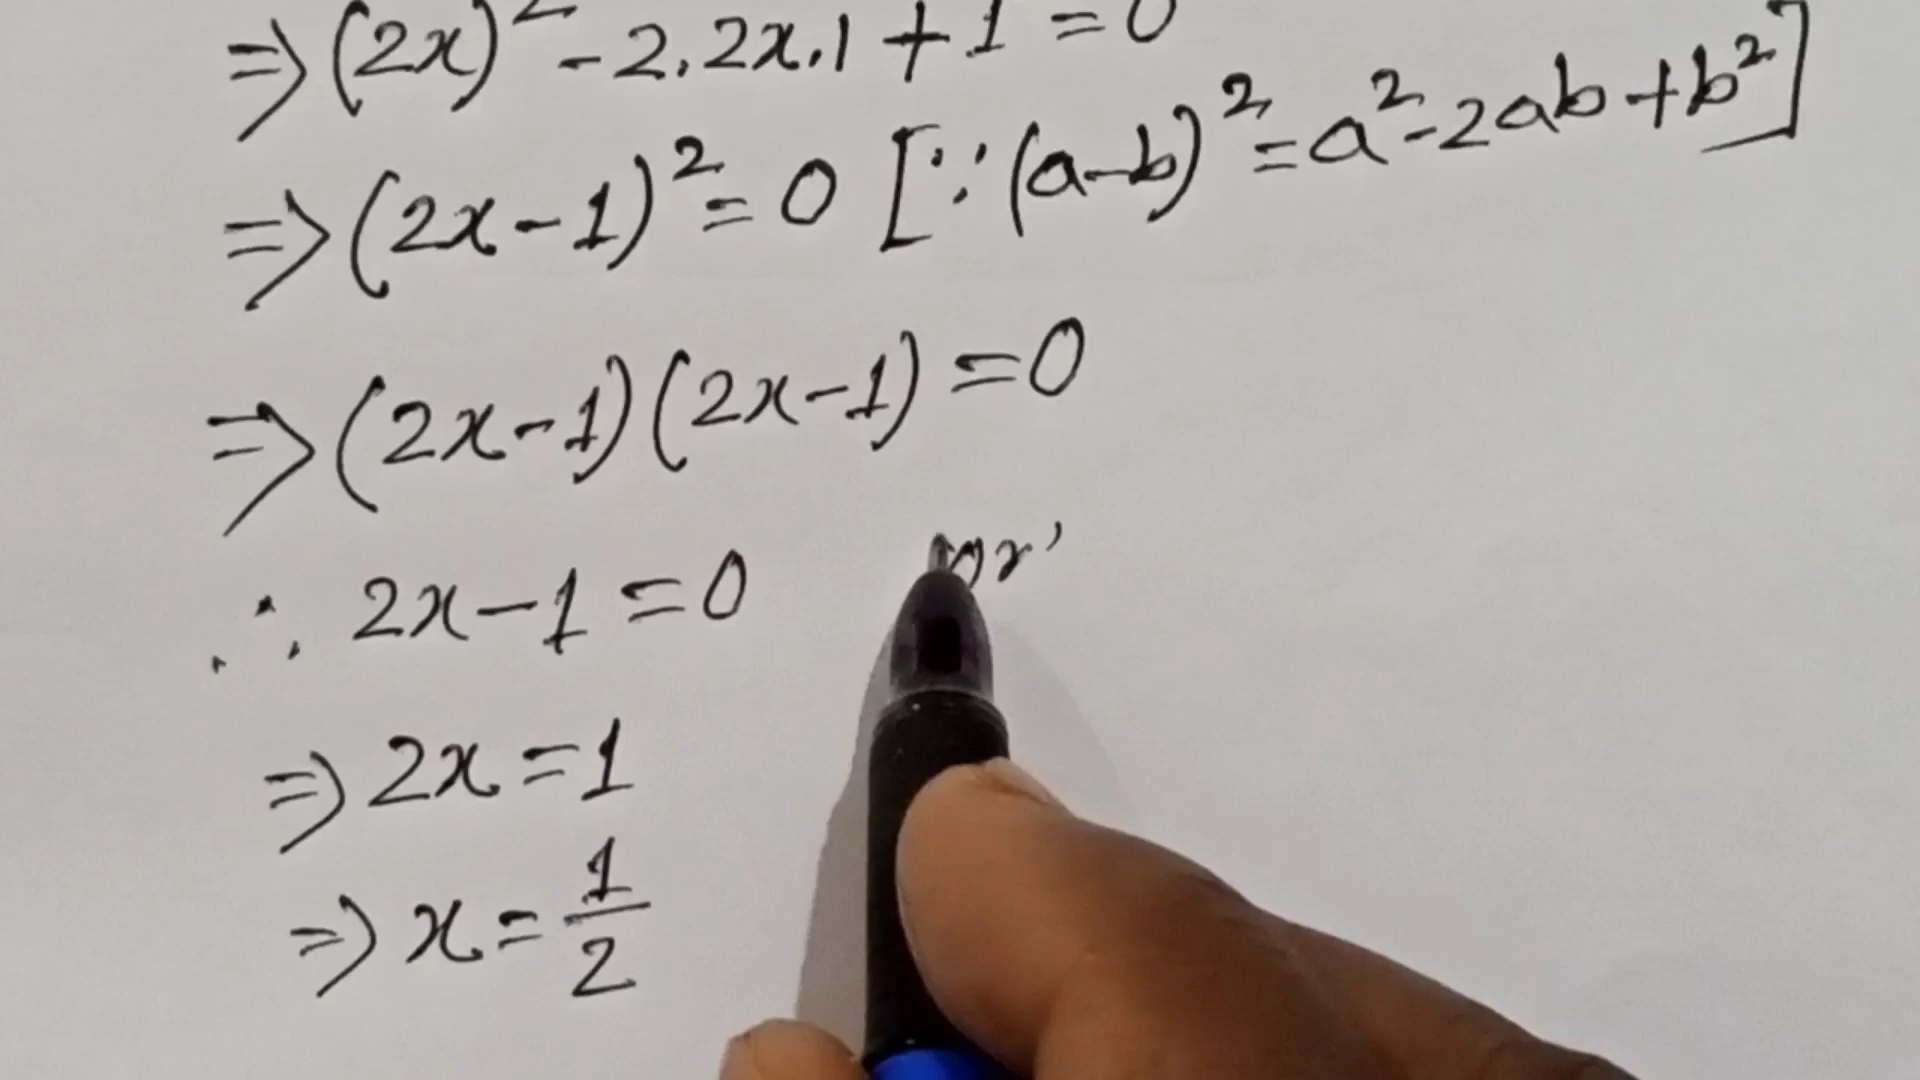 ⇒(2x)² - 2.2x.1 + 1 = 0
⇒(2x-1)² = 0 [∵(a-b)² = a²-2ab+b²]
⇒(2x-1)(2x-1) = 0
∴ 2x-1 = 0 or,
⇒ 2x = 1
⇒ x = 1/2